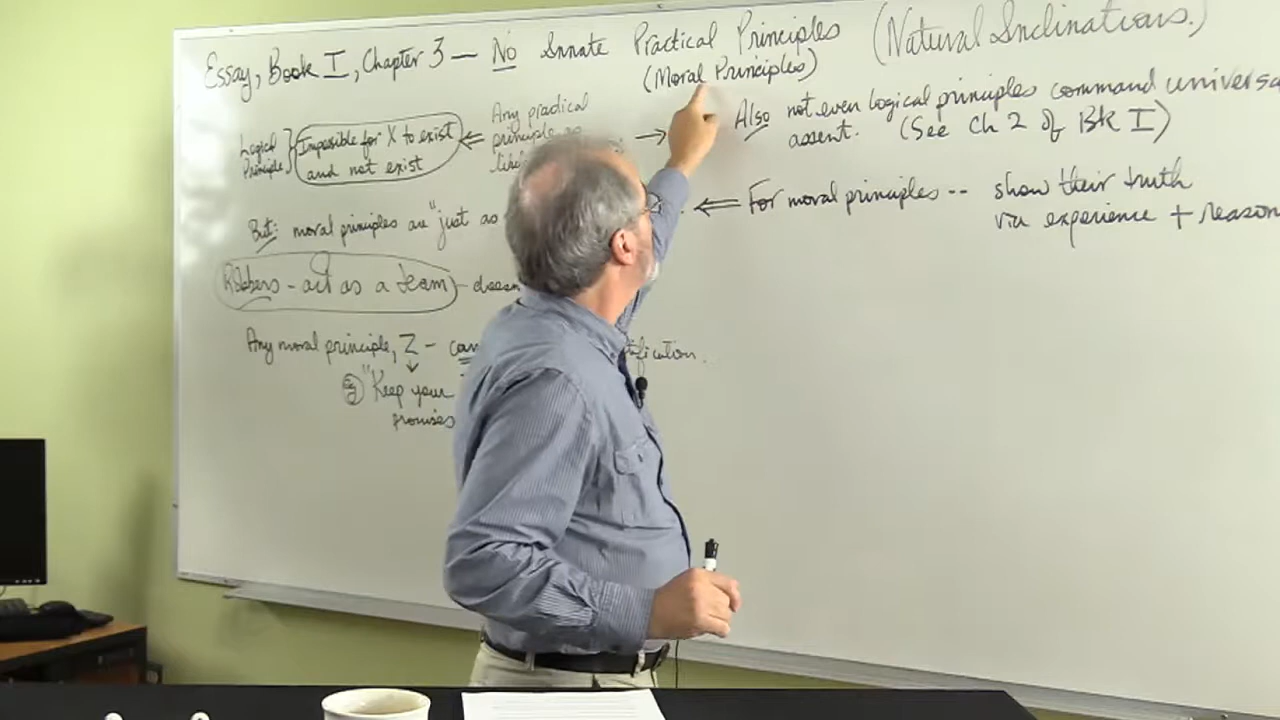 Essay, Book I, Chapter 3 — No Innate Practical Principles (Natural Inclinations.)
(Moral Principles)
Logical Principle } Impossible for X to exist and not exist
⇐ Any practical
principle
→
Also not even logical principles command
assent. (See Ch 2 of Bk I)
⇐ For moral principles -- show their truth
via experience + reason
But: moral principles are "just as
Robbers - act as a team
Any moral principle, Z -
eg "Keep your
promises